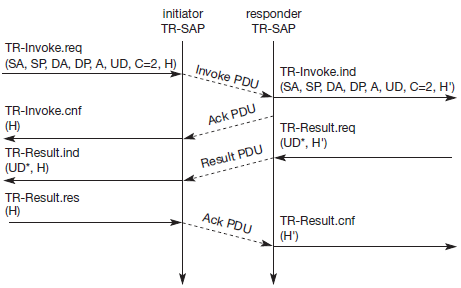 initiator
TR-SAP
responder
TR-SAP
TR-Invoke.req
(SA, SP, DA, DP, A, UD, C=2, H)
Invoke PDU
TR-Invoke.ind
(SA, SP, DA, DP, A, UD, C=2, H')
TR-Invoke.cnf
(H)
Ack PDU
TR-Result.req
(UD*, H')
TR-Result.ind
(UD*, H)
Result PDU
TR-Result.res
(H)
Ack PDU
TR-Result.cnf
(H')